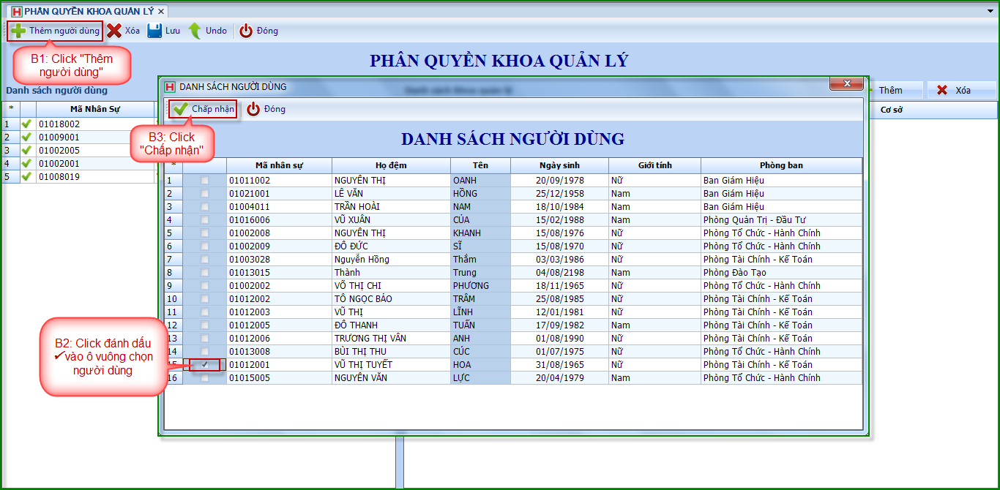 PHÂN QUYỀN KHOA QUẢN LÝ
Thêm người dùng Xóa Lưu Undo Đóng
B1: Click "Thêm
người dùng"
PHÂN QUYỀN KHOA QUẢN LÝ
Danh sách người dùng
Thêm Xóa
* Mã Nhân Sự
Cơ sở
1 01018002
2 01009001
3 01002005
4 01002001
5 01008019
DANH SÁCH NGƯỜI DÙNG
Chấp nhận Đóng
B3: Click
"Chấp nhận"
DANH SÁCH NGƯỜI DÙNG
* Mã nhân sự Họ đệm Tên Ngày sinh Giới tính Phòng ban
1 01011002 NGUYỄN THỊ OANH 20/09/1978 Nữ Ban Giám Hiệu
2 01021001 LÊ VĂN HỒNG 25/12/1958 Nam Ban Giám Hiệu
3 01004011 TRẦN HOÀI NAM 18/10/1984 Nam Ban Giám Hiệu
4 01016006 VŨ XUÂN CỦA 15/02/1988 Nam Phòng Quản Trị - Đầu Tư
5 01002008 NGUYỄN THỊ KHANH 15/08/1976 Nữ Phòng Tổ Chức - Hành Chính
6 01002009 ĐỖ ĐỨC SĨ 15/08/1970 Nữ Phòng Tổ Chức - Hành Chính
7 01003028 Nguyễn Hồng Thắm 03/03/1986 Nữ Phòng Tài Chính - Kế Toán
8 01013015 Thành Trung 04/08/2198 Nam Phòng Đào Tạo
9 01002002 VÕ THỊ CHI PHƯƠNG 18/11/1965 Nữ Phòng Tổ Chức - Hành Chính
10 01012002 TÔ NGỌC BẢO TRÂM 25/08/1985 Nữ Phòng Tài Chính - Kế Toán
11 01012003 VŨ THỊ LĨNH 12/01/1981 Nữ Phòng Tài Chính - Kế Toán
12 01012005 ĐỖ THANH TUẤN 17/09/1982 Nam Phòng Tài Chính - Kế Toán
13 01012006 TRƯƠNG THỊ VÂN ANH 01/08/1990 Nữ Phòng Tài Chính - Kế Toán
14 01013008 BÙI THỊ THU CÚC 01/07/1975 Nữ Phòng Tài Chính - Kế Toán
15 01012001 VŨ THỊ TUYẾT HOA 31/08/1965 Nữ Phòng Tài Chính - Kế Toán
16 01015005 NGUYỄN VĂN LỰC 20/04/1979 Nam Phòng Tổ Chức - Hành Chính
B2: Click đánh dấu
✓vào ô vuông chọn
người dùng